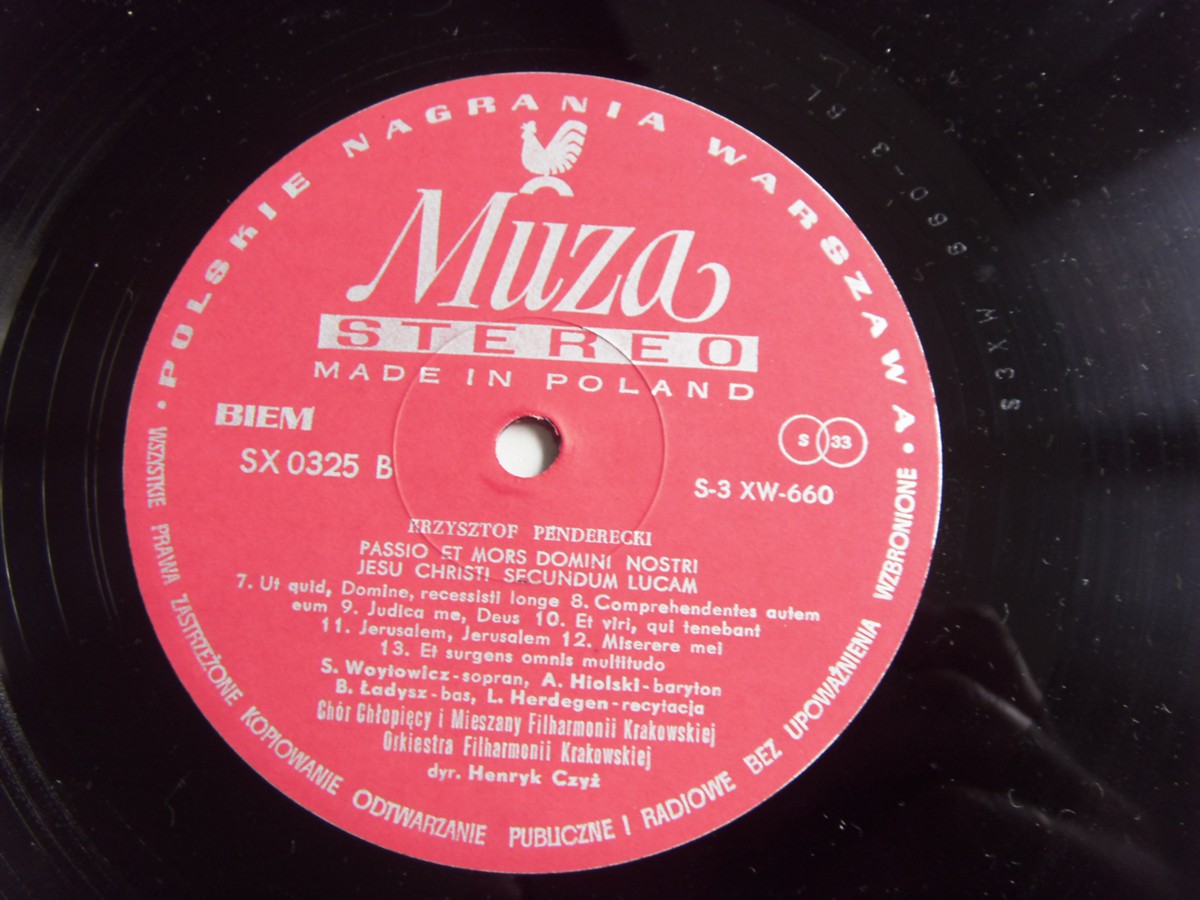 POLSKIE NAGRANIA WARSZAWA
Muza
STEREO
MADE IN POLAND
BIEM
S 33
SX 0325 B
S-3 XW-660
KRZYSZTOF PENDERECKI
PASSIO ET MORS DOMINI NOSTRI
JESU CHRISTI SECUNDUM LUCAM
7. Ut quid, Domine, recessisti longe 8. Comprehendentes autem
eum 9. Judica me, Deus 10. Et viri, qui tenebant
11. Jerusalem, Jerusalem 12. Miserere mei
13. Et surgens omnis multitudo
S. Woytowicz-sopran, A. Hiolski-baryton
B. Ładysz-bas, L. Herdegen-recytacja
Chór Chłopięcy i Mieszany Filharmonii Krakowskiej
Orkiestra Filharmonii Krakowskiej
dyr. Henryk Czyż
• WSZYSTKIE PRAWA ZASTRZEŻONE KOPIOWANIE ODTWARZANIE PUBLICZNE I RADIOWE BEZ UPOWAŻNIENIA WZBRONIONE •